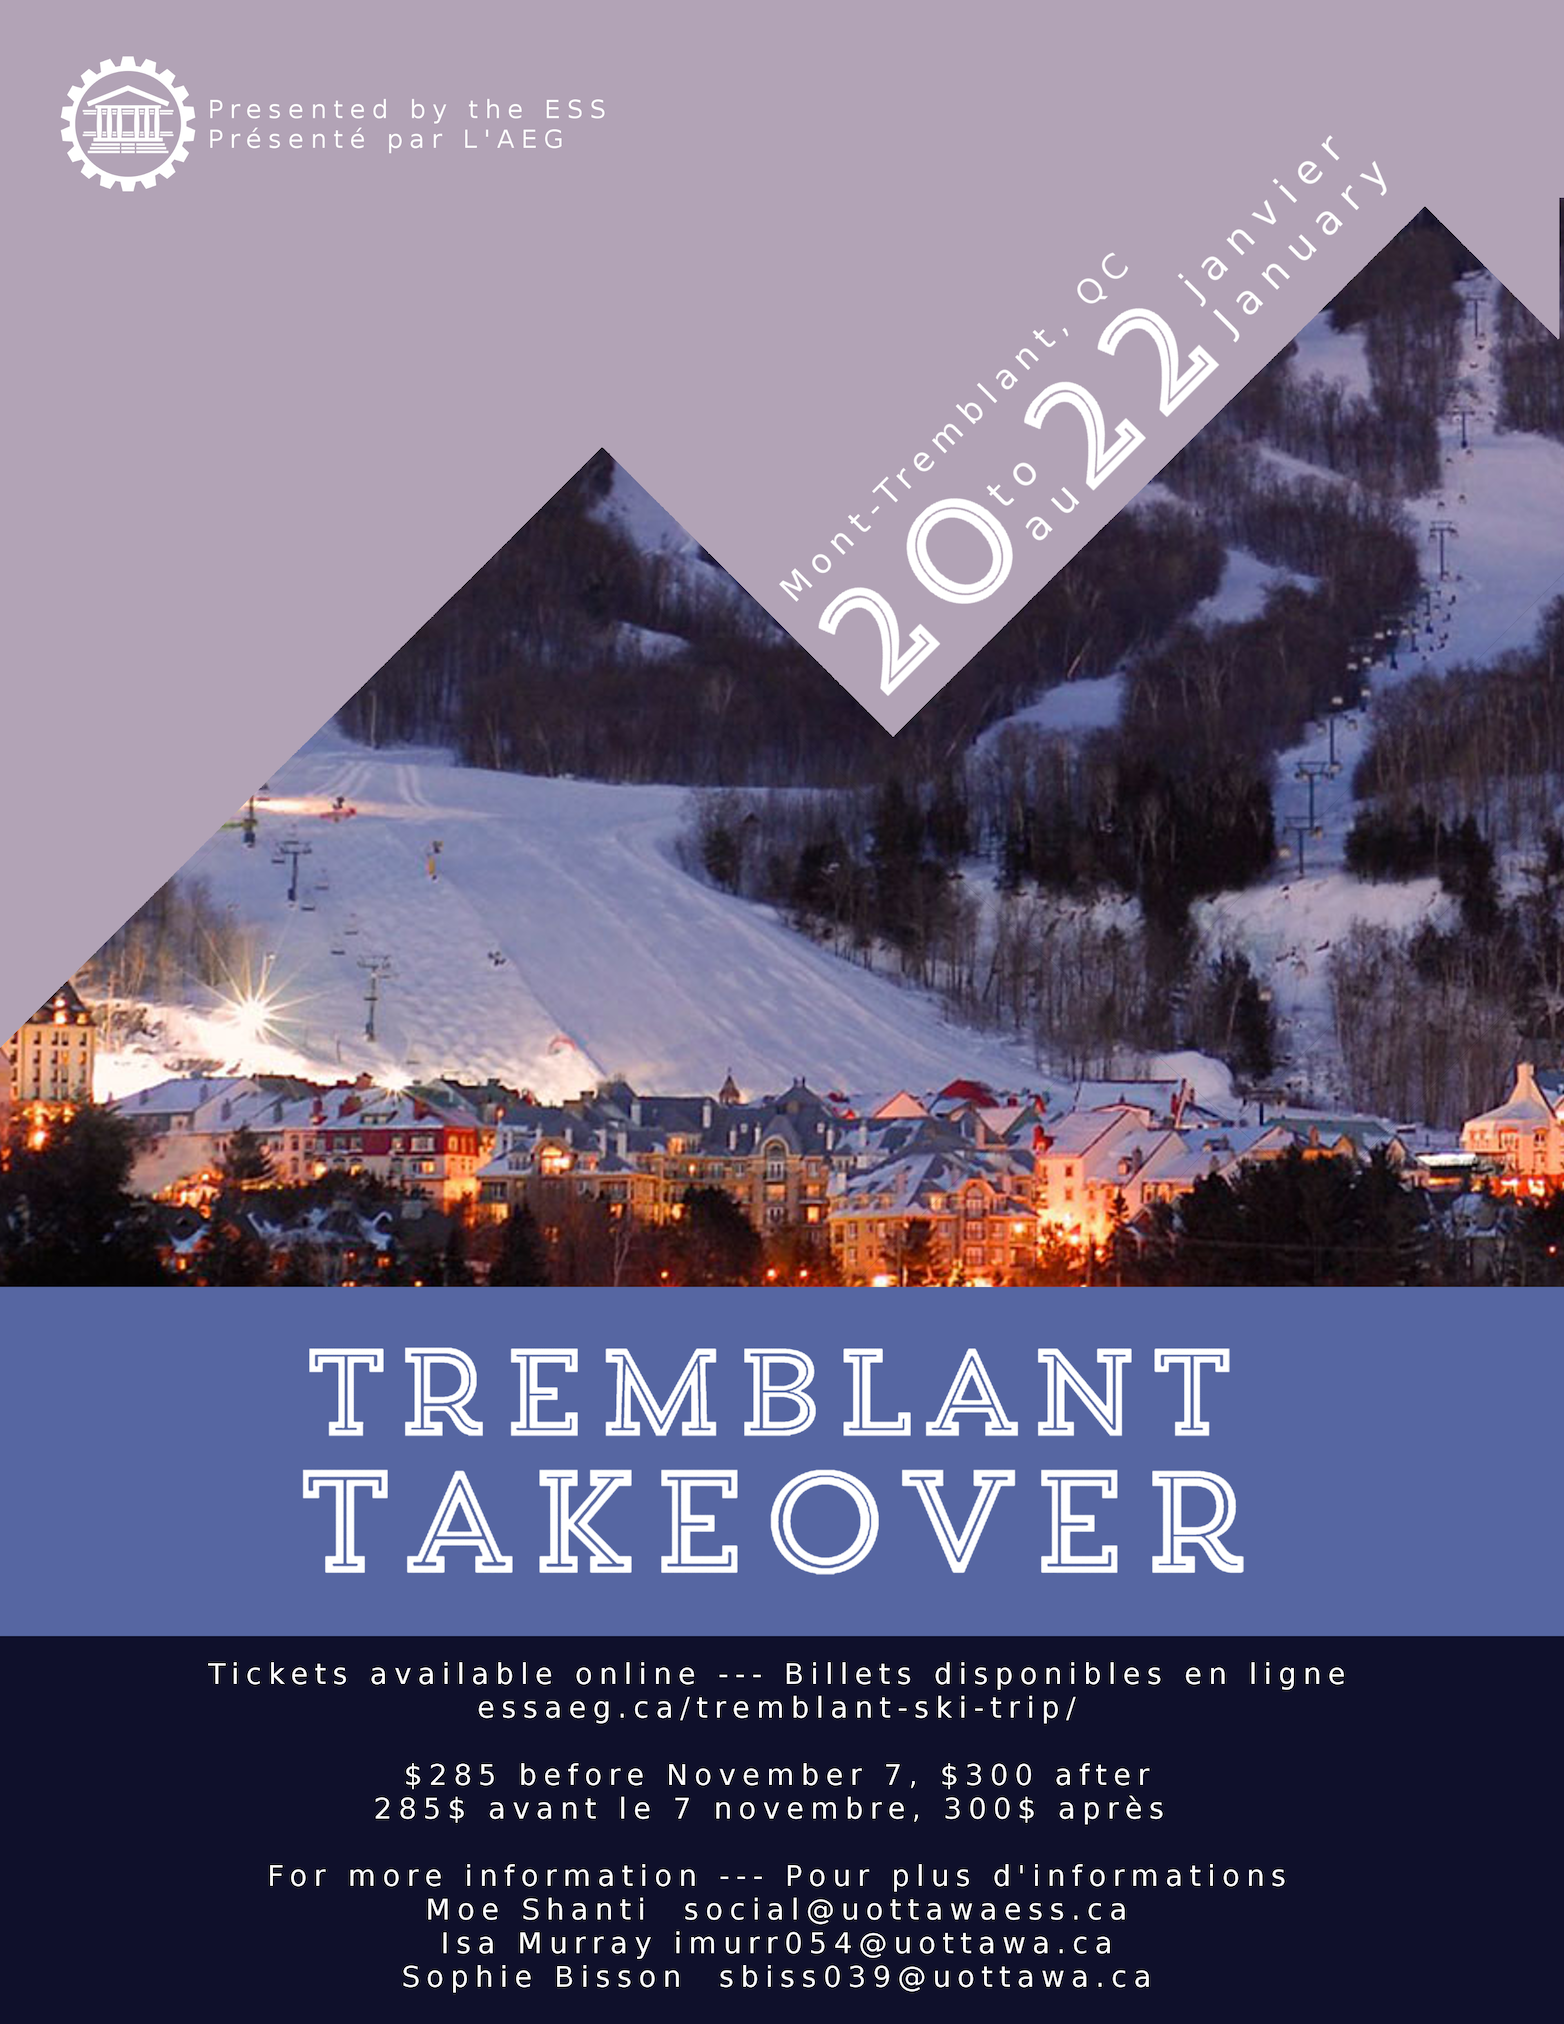 Presented by the ESS
Présenté par L'AEG
Mont-Tremblant, QC
20 to au 22 janvier
January
TREMBLANT
TAKEOVER
Tickets available online --- Billets disponibles en ligne
essaeg.ca/tremblant-ski-trip/
$285 before November 7, $300 after
285$ avant le 7 novembre, 300$ après
For more information --- Pour plus d'informations
Moe Shanti social@uottawaess.ca
Isa Murray imurr054@uottawa.ca
Sophie Bisson sbiss039@uottawa.ca